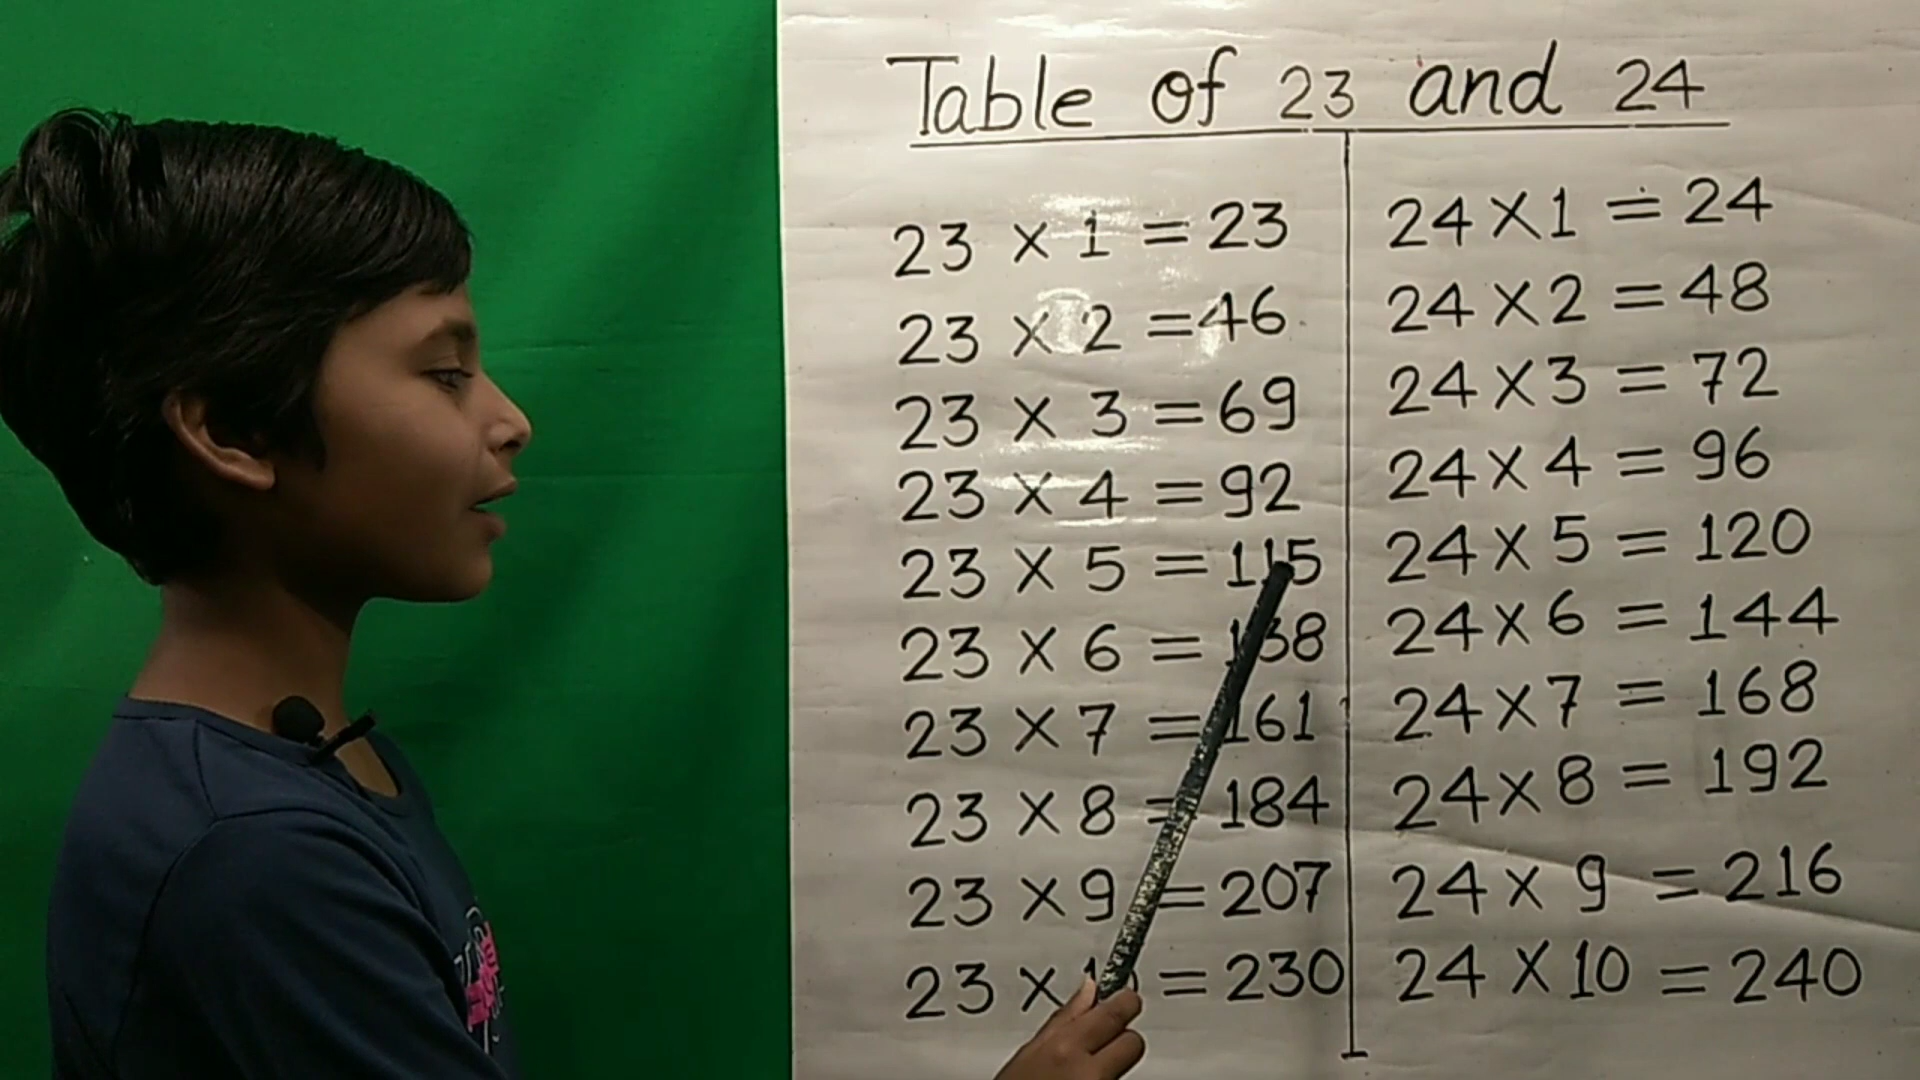 Table of 23 and 24
23 × 1 = 23
23 × 2 = 46
23 × 3 = 69
23 × 4 = 92
23 × 5 = 115
23 × 6 = 138
23 × 7 = 161
23 × 8 = 184
23 × 9 = 207
23 × 10 = 230
24 × 1 = 24
24 × 2 = 48
24 × 3 = 72
24 × 4 = 96
24 × 5 = 120
24 × 6 = 144
24 × 7 = 168
24 × 8 = 192
24 × 9 = 216
24 × 10 = 240